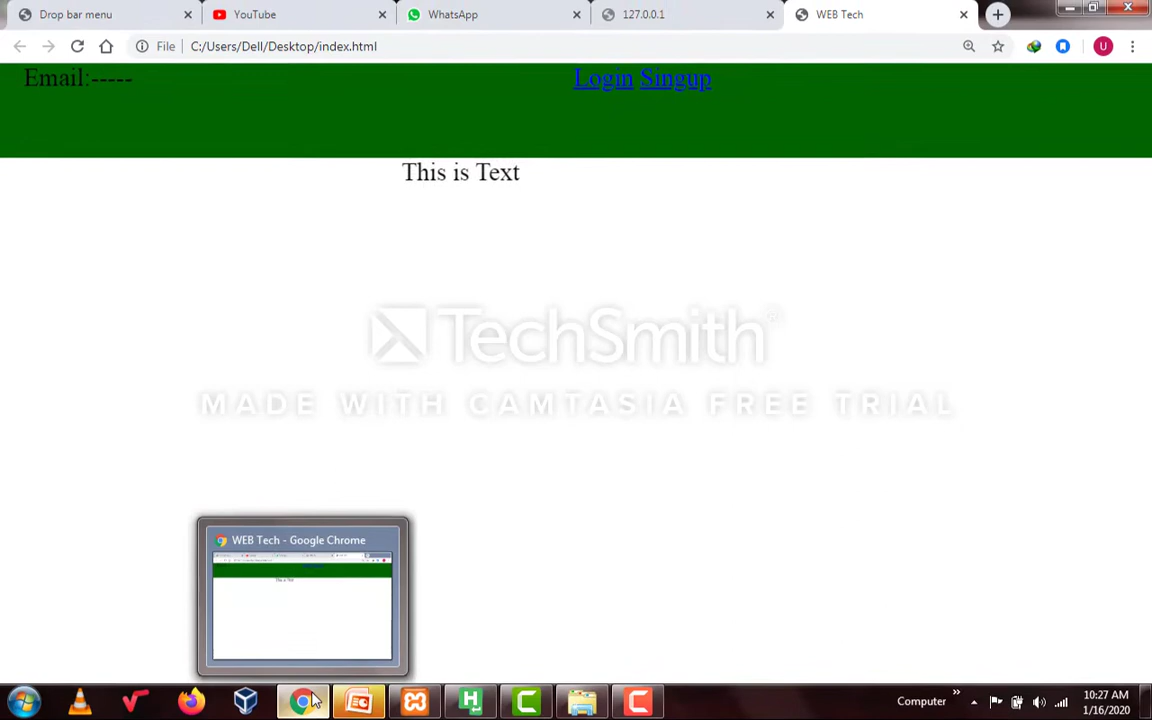 Drop bar menu
YouTube
WhatsApp
127.0.0.1
WEB Tech
File
C:/Users/Dell/Desktop/index.html
U
Email:-----
Login Singup
This is Text
TechSmith®
MADE WITH CAMTASIA FREE TRIAL
WEB Tech - Google Chrome
Computer
10:27 AM
1/16/2020